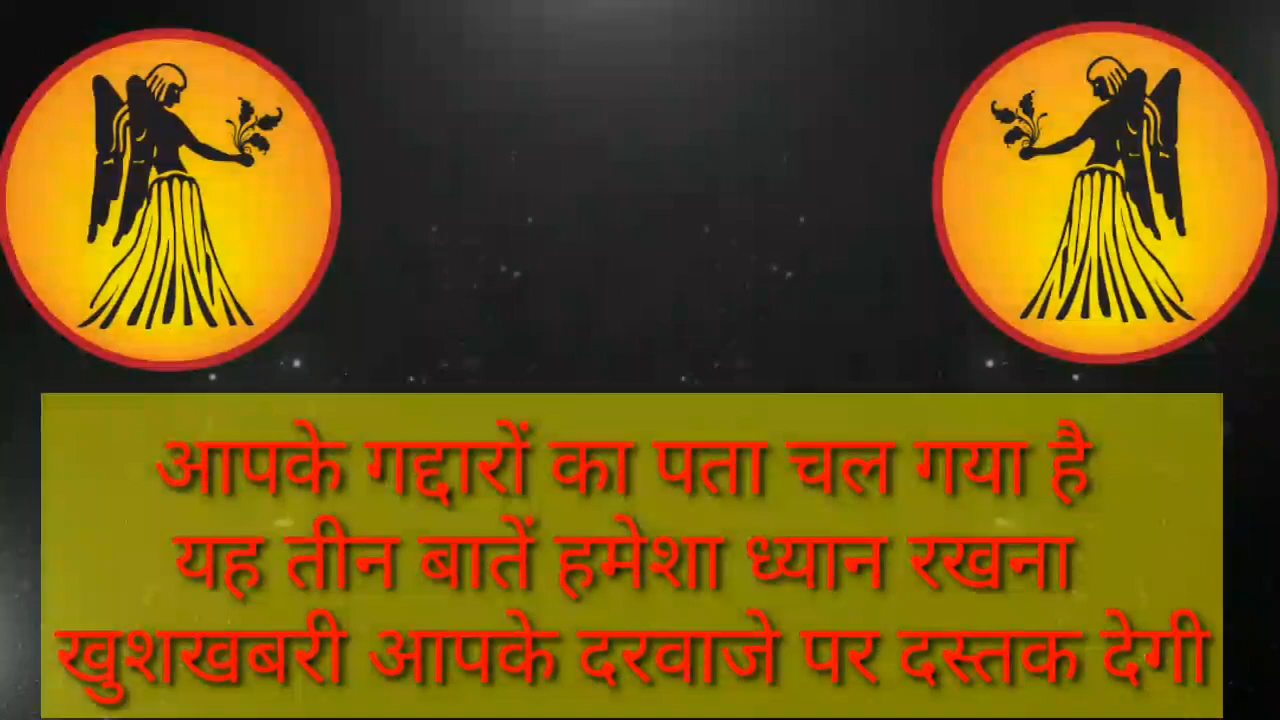 आपके गद्दारों का पता चल गया है
यह तीन बातें हमेशा ध्यान रखना
खुशखबरी आपके दरवाजे पर दस्तक देगी